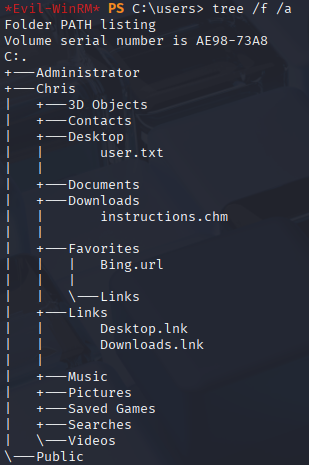 *Evil-WinRM* PS C:\users> tree /f /a
Folder PATH listing
Volume serial number is AE98-73A8
C:.
+---Administrator
+---Chris
|   +---3D Objects
|   +---Contacts
|   +---Desktop
|   |       user.txt
|   |
|   +---Documents
|   +---Downloads
|   |       instructions.chm
|   |
|   +---Favorites
|   |   |   Bing.url
|   |   |
|   |   \---Links
|   +---Links
|   |       Desktop.lnk
|   |       Downloads.lnk
|   |
|   +---Music
|   +---Pictures
|   +---Saved Games
|   +---Searches
|   \---Videos
\---Public